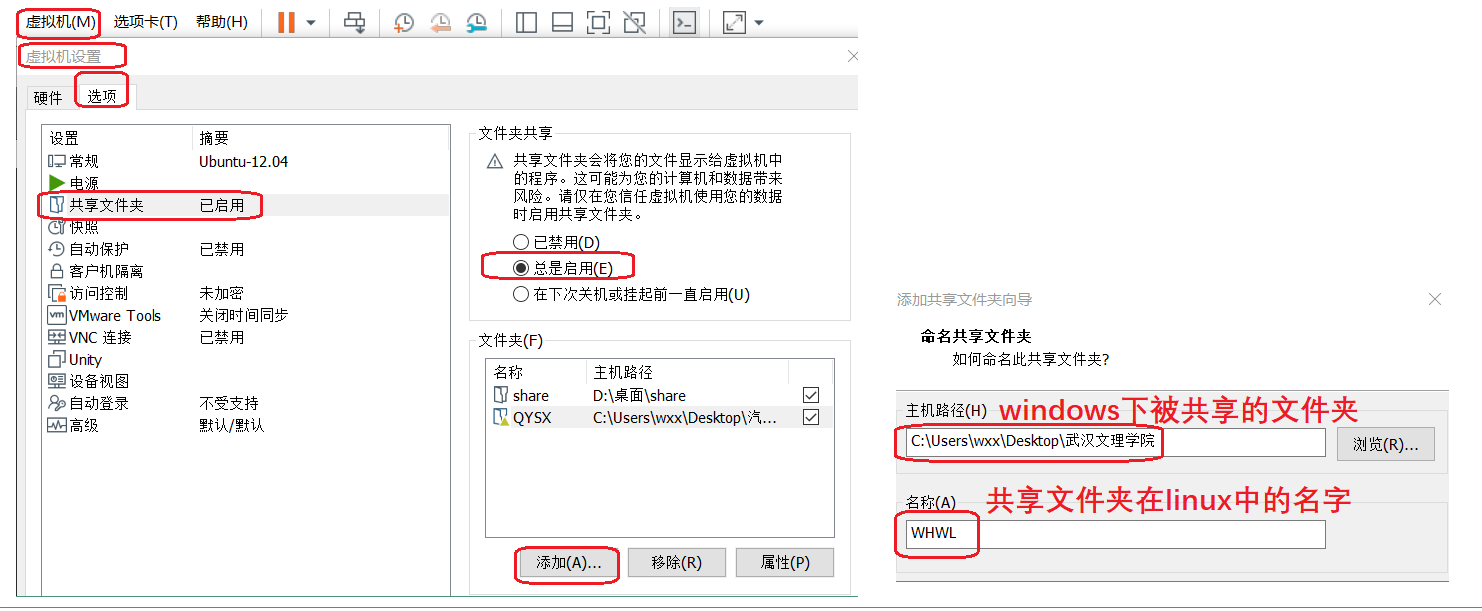 虚拟机(M) 选项卡(T) 帮助(H)
虚拟机设置
硬件 选项
设置 摘要
常规 Ubuntu-12.04
电源
共享文件夹 已启用
快照
自动保护 已禁用
客户机隔离
访问控制 未加密
VMware Tools 关闭时间同步
VNC 连接 已禁用
Unity
设备视图
自动登录 不受支持
高级 默认/默认
文件夹共享
共享文件夹会将您的文件显示给虚拟机中
的程序。这可能为您的计算机和数据带来
风险。请仅在您信任虚拟机使用您的数据
时启用共享文件夹。
已禁用(D)
总是启用(E)
在下次关机或挂起前一直启用(U)
文件夹(F)
名称 主机路径
share D:\桌面\share
QYSX C:\Users\wxx\Desktop\汽...
添加(A)... 移除(R) 属性(P)
添加共享文件夹向导
命名共享文件夹
如何命名此共享文件夹?
主机路径(H) windows下被共享的文件夹
C:\Users\wxx\Desktop\武汉文理学院 浏览(R)...
名称(A) 共享文件夹在linux中的名字
WHWL